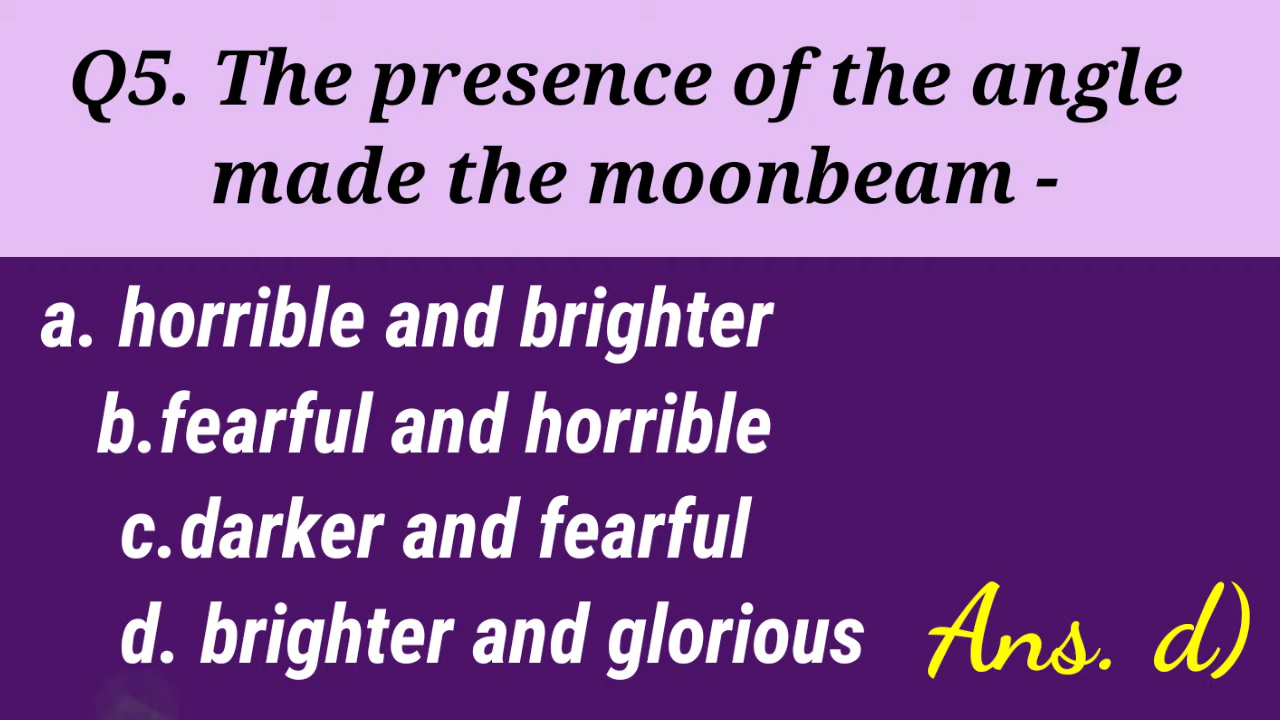 Q5. The presence of the angle
made the moonbeam -
a. horrible and brighter
b.fearful and horrible
c.darker and fearful
d. brighter and glorious
Ans. d)